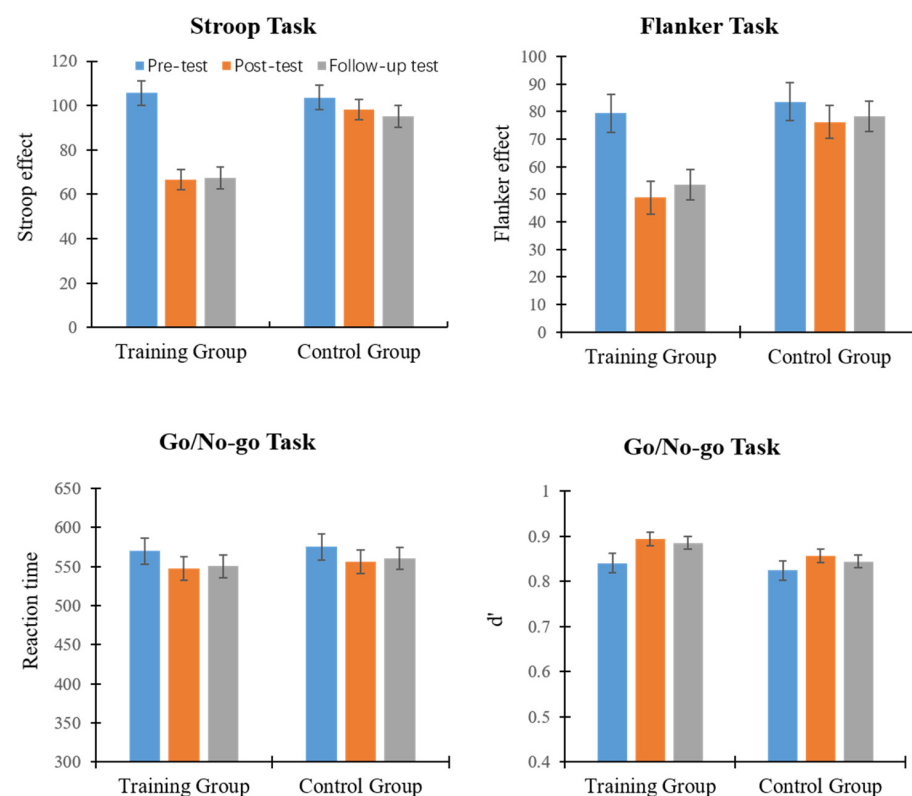 Stroop Task
Pre-test Post-test Follow-up test
Stroop effect
120
100
80
60
40
20
0
Training Group Control Group
Flanker Task
Flanker effect
100
90
80
70
60
50
40
30
20
10
0
Training Group Control Group
Go/No-go Task
Reaction time
650
600
550
500
450
400
350
300
Training Group Control Group
Go/No-go Task
d'
1
0.9
0.8
0.8
0.6
0.5
0.4
Training Group Control Group